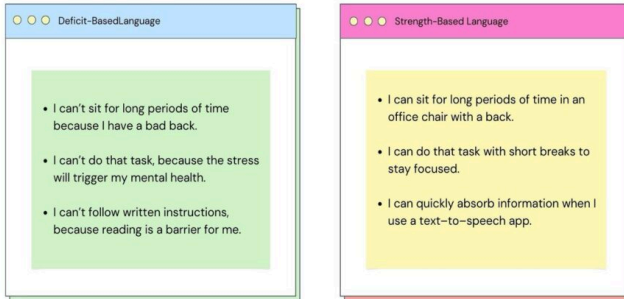 Deficit-BasedLanguage
• I can't sit for long periods of time
because I have a bad back.
• I can't do that task, because the stress
will trigger my mental health.
• I can't follow written instructions,
because reading is a barrier for me.
Strength-Based Language
• I can sit for long periods of time in an
office chair with a back.
• I can do that task with short breaks to
stay focused.
• I can quickly absorb information when I
use a text-to-speech app.